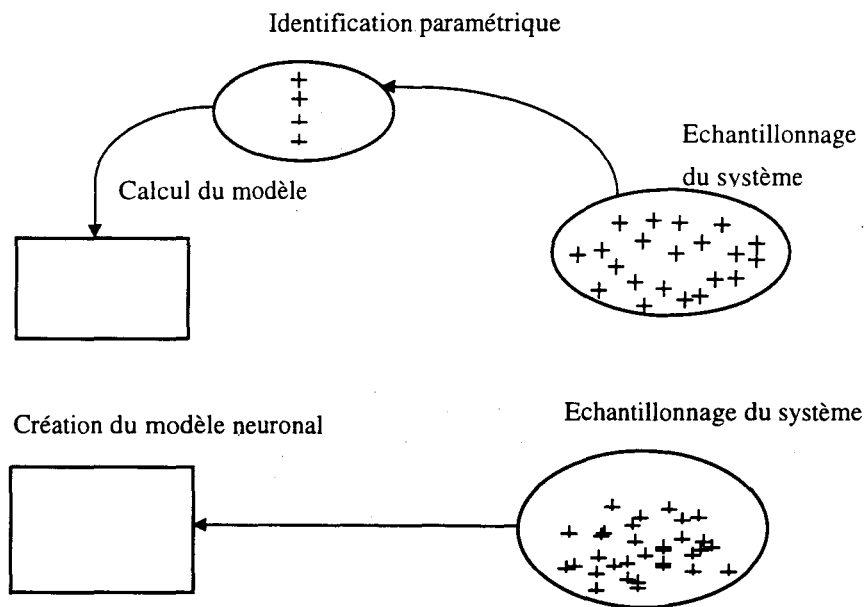 Identification paramétrique
Echantillonnage
du système
Calcul du modèle
Création du modèle neuronal
Echantillonnage du système